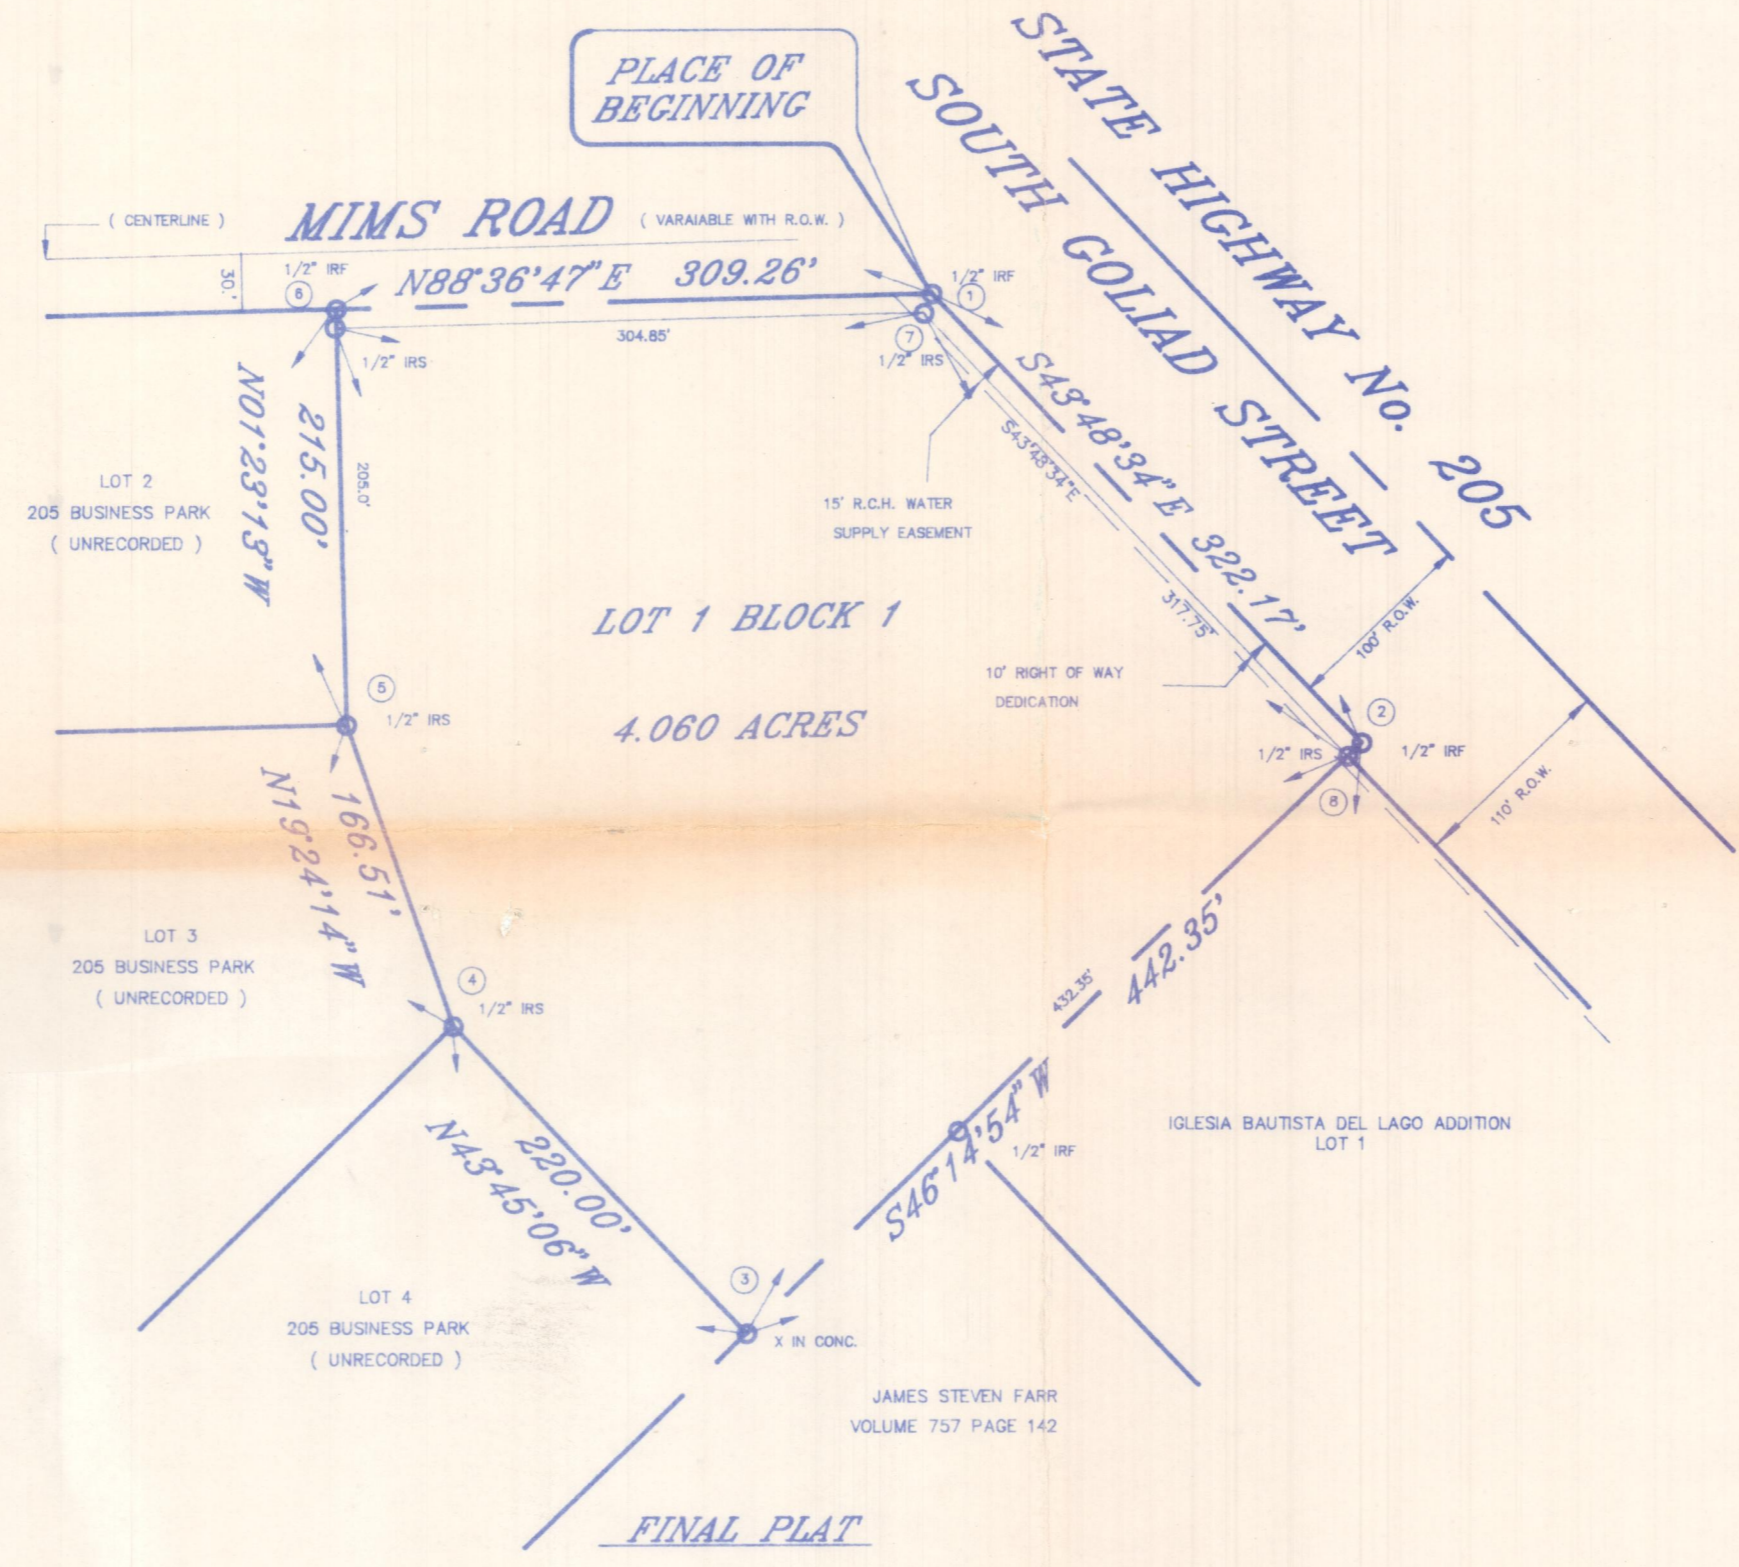 STATE HIGHWAY No. 205
SOUTH GOLIAD STREET
PLACE OF
BEGINNING
( CENTERLINE )
MIMS ROAD
( VARAIABLE WITH R.O.W. )
30.'
1/2" IRF
6
N88°36'47"E 309.26'
1/2" IRF
1
304.85'
7
1/2" IRS
1/2" IRS
N01°23'13"W
215.00'
205.0'
S43°48'34"E 322.17'
S43°48'34"E
317.75'
LOT 2
205 BUSINESS PARK
( UNRECORDED )
15' R.C.H. WATER
SUPPLY EASEMENT
LOT 1 BLOCK 1
4.060 ACRES
100' R.O.W.
10' RIGHT OF WAY
DEDICATION
5
1/2" IRS
2
1/2" IRS
1/2" IRF
8
110' R.O.W.
N19°24'14"W
166.51'
LOT 3
205 BUSINESS PARK
( UNRECORDED )
4
1/2" IRS
442.35'
432.35'
S46°14'54"W
1/2" IRF
IGLESIA BAUTISTA DEL LAGO ADDITION
LOT 1
220.00'
N43°45'06"W
3
X IN CONC.
LOT 4
205 BUSINESS PARK
( UNRECORDED )
JAMES STEVEN FARR
VOLUME 757 PAGE 142
FINAL PLAT